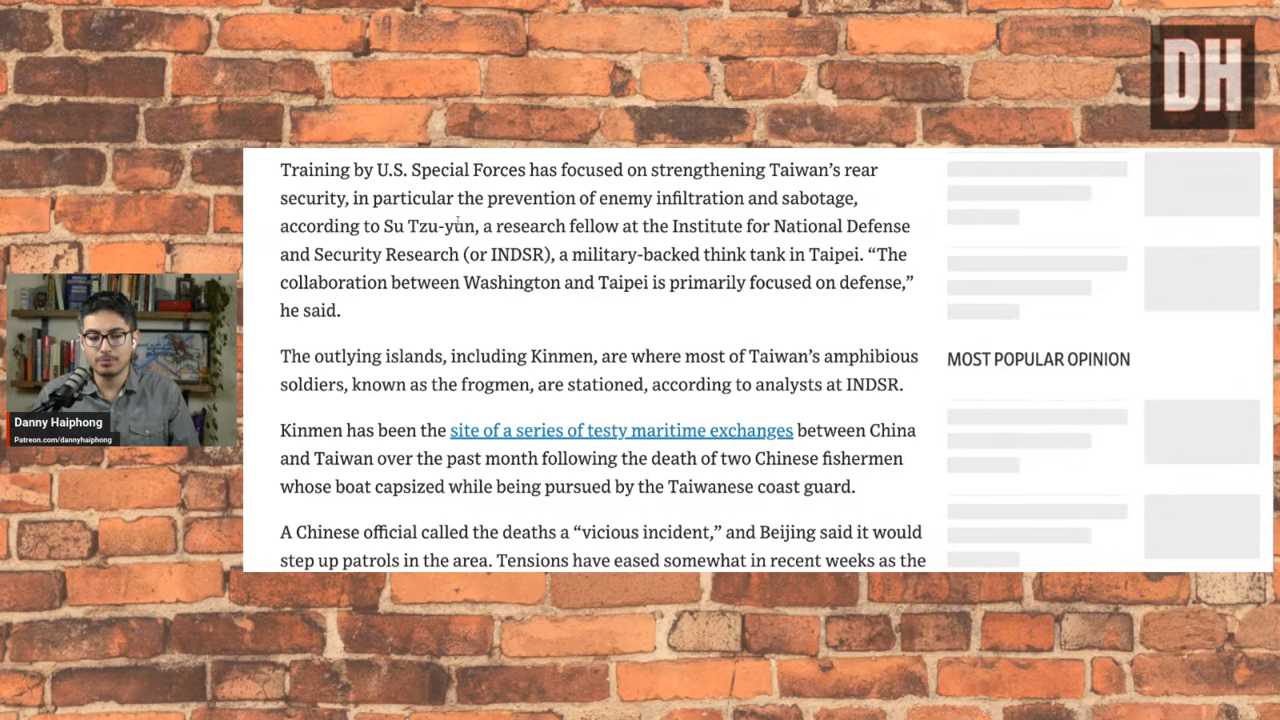 DH
Training by U.S. Special Forces has focused on strengthening Taiwan’s rear
security, in particular the prevention of enemy infiltration and sabotage,
according to Su Tzu-yun, a research fellow at the Institute for National Defense
and Security Research (or INDSR), a military-backed think tank in Taipei. “The
collaboration between Washington and Taipei is primarily focused on defense,”
he said.
The outlying islands, including Kinmen, are where most of Taiwan’s amphibious
soldiers, known as the frogmen, are stationed, according to analysts at INDSR.
Kinmen has been the site of a series of testy maritime exchanges between China
and Taiwan over the past month following the death of two Chinese fishermen
whose boat capsized while being pursued by the Taiwanese coast guard.
A Chinese official called the deaths a “vicious incident,” and Beijing said it would
step up patrols in the area. Tensions have eased somewhat in recent weeks as the
MOST POPULAR OPINION
Danny Haiphong
Patreon.com/dannyhaiphong